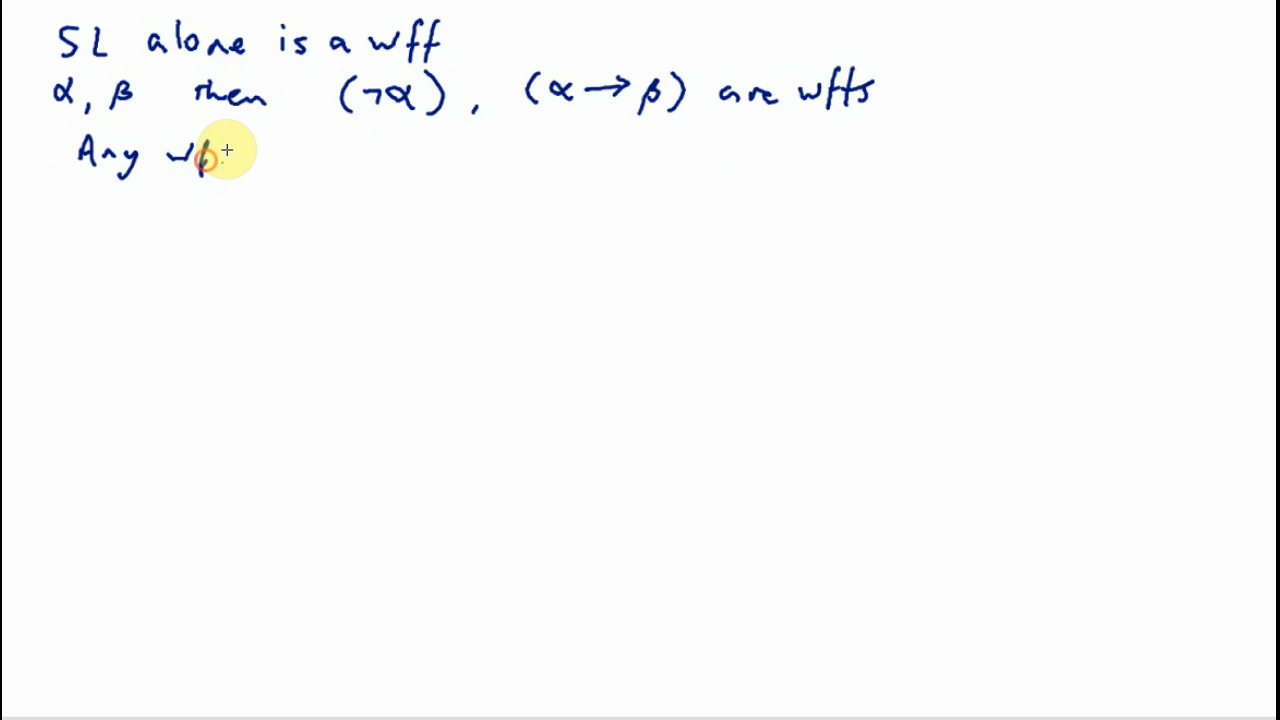 SL alone is a wff
α, β then (¬α), (α → β) are wffs
Any